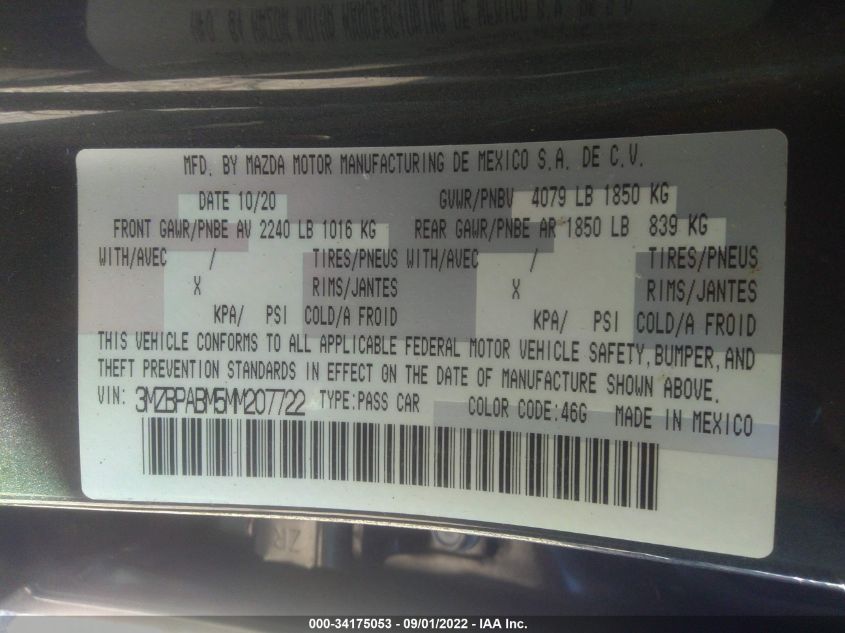 MFD. BY MAZDA MOTOR MANUFACTURING DE MEXICO S.A. DE C.V.
DATE 10/20 GVWR/PNBV 4079 LB 1850 KG
FRONT GAWR/PNBE AV 2240 LB 1016 KG REAR GAWR/PNBE AR 1850 LB 839 KG
WITH/AVEC / TIRES/PNEUS WITH/AVEC / TIRES/PNEUS
X RIMS/JANTES X RIMS/JANTES
KPA/ PSI COLD/A FROID KPA/ PSI COLD/A FROID
THIS VEHICLE CONFORMS TO ALL APPLICABLE FEDERAL MOTOR VEHICLE SAFETY, BUMPER, AND
THEFT PREVENTION STANDARDS IN EFFECT ON THE DATE OF MANUFACTURE SHOWN ABOVE.
VIN: 3MZBPABM5MM207722 TYPE:PASS CAR COLOR CODE:46G MADE IN MEXICO
ZR
000-34175053 - 09/01/2022 - IAA Inc.